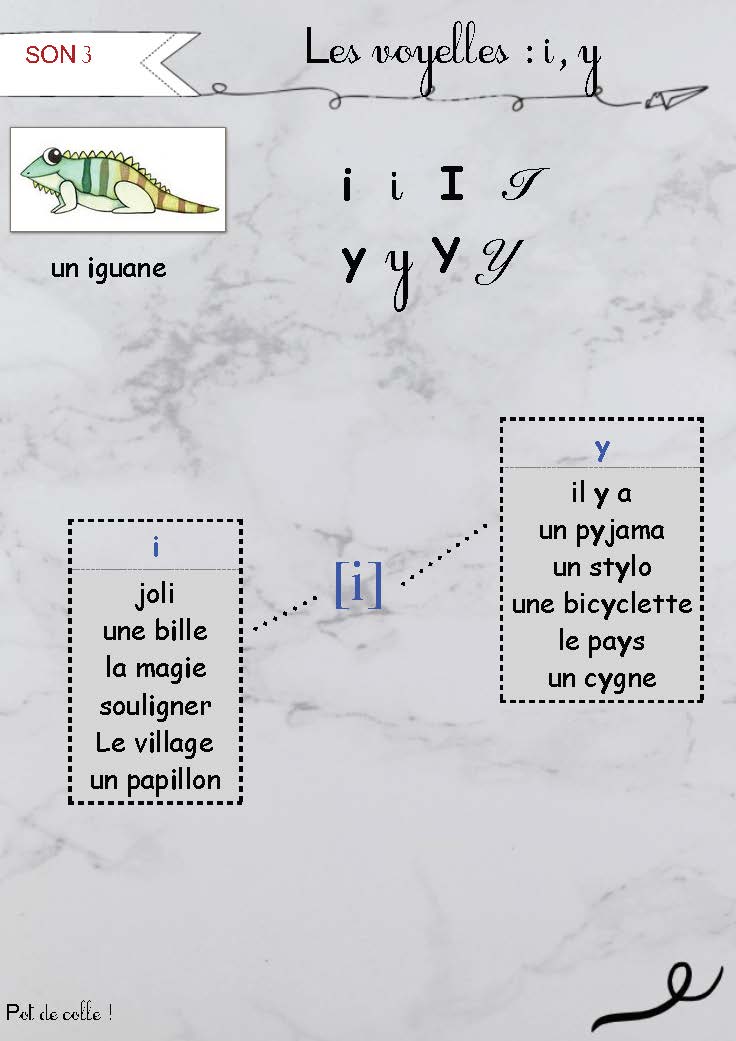 SON 3
Les voyelles : i, y
i i I I
y y Y Y
un iguane
i
joli
une bille
la magie
souligner
Le village
un papillon
[i]
y
il y a
un pyjama
un stylo
une bicyclette
le pays
un cygne
Pot de colle !